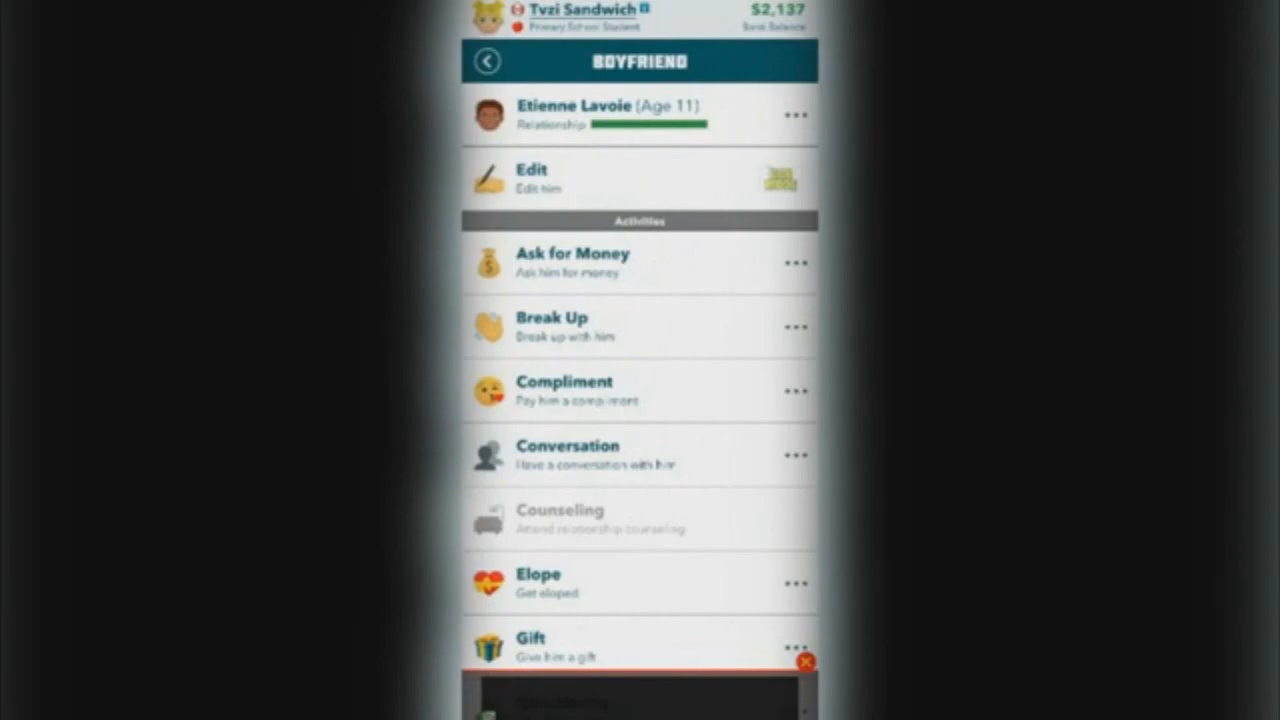 Tvzi Sandwich
$2,137
Primary School Student
Bank Balance
BOYFRIEND
Etienne Lavoie (Age 11)
Relationship
Edit
Edit him
Activities
Ask for Money
Ask him for money
Break Up
Break up with him
Compliment
Pay him a compliment
Conversation
Have a conversation with him
Counseling
Attend relationship counseling
Elope
Get eloped
Gift
Give him a gift